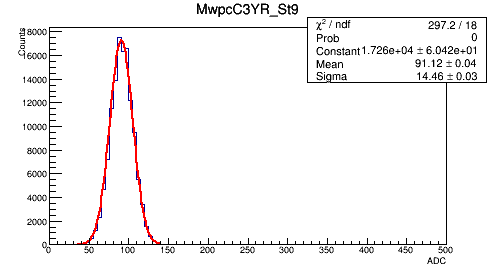 MwpcC3YR_St9
χ² / ndf 297.2 / 18
Prob 0
Constant 1.726e+04 ± 6.042e+01
Mean 91.12 ± 0.04
Sigma 14.46 ± 0.03
Counts
18000
16000
14000
12000
10000
8000
6000
4000
2000
0
0 50 100 150 200 250 300 350 400 450 500
ADC